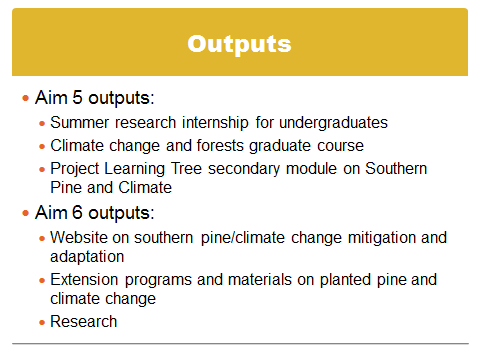 Outputs
Aim 5 outputs:
Summer research internship for undergraduates
Climate change and forests graduate course
Project Learning Tree secondary module on Southern
Pine and Climate
Aim 6 outputs:
Website on southern pine/climate change mitigation and
adaptation
Extension programs and materials on planted pine and
climate change
Research